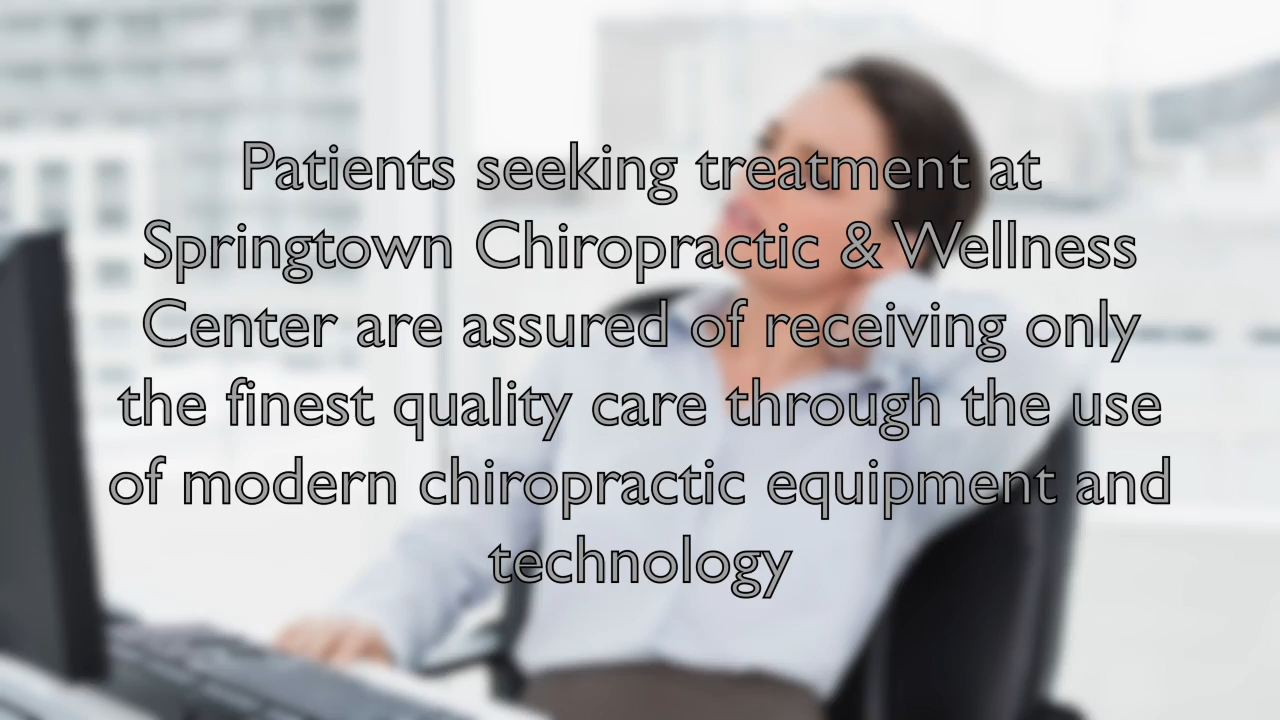 Patients seeking treatment at
Springtown Chiropractic & Wellness
Center are assured of receiving only
the finest quality care through the use
of modern chiropractic equipment and
technology